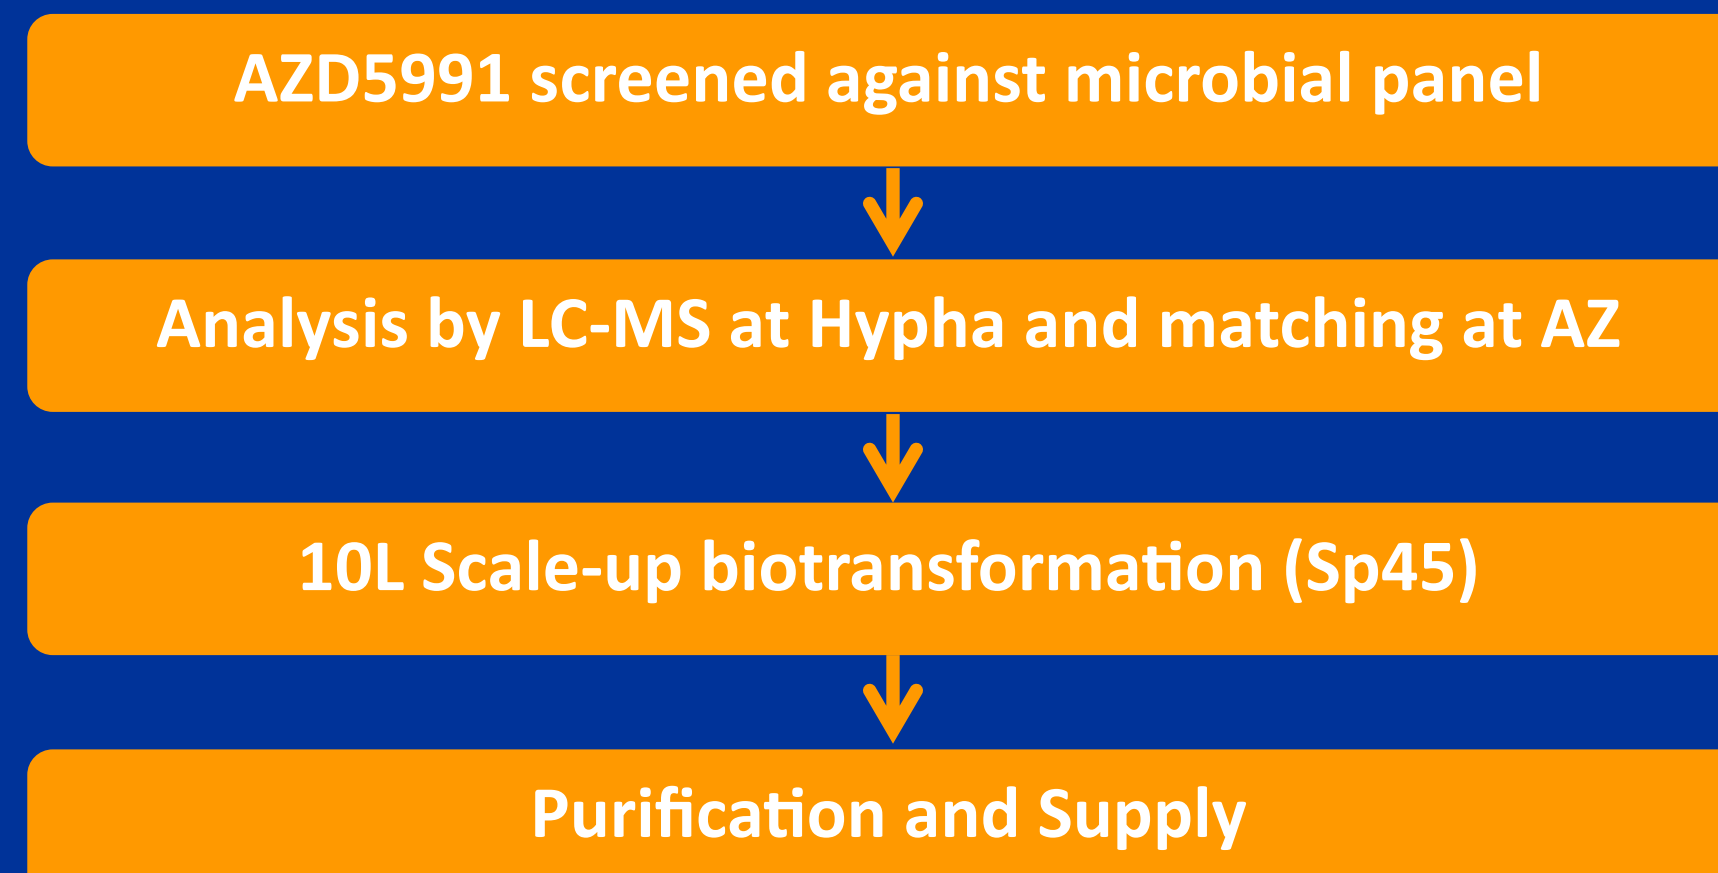 AZD5991 screened against microbial panel
Analysis by LC-MS at Hypha and matching at AZ
10L Scale-up biotransformation (Sp45)
Purification and Supply